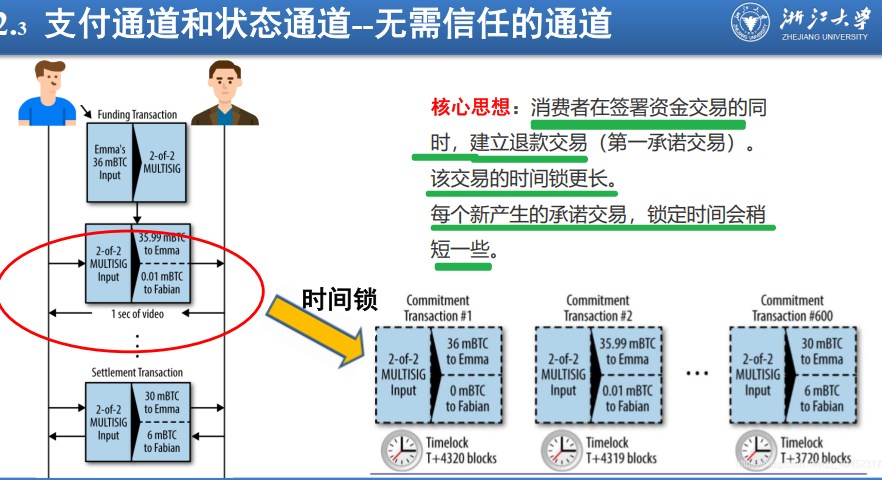 2.3 支付通道和状态通道--无需信任的通道
浙江大学
ZHEJIANG UNIVERSITY
Funding Transaction
Emma's
36 mBTC
Input
2-of-2
MULTISIG
2-of-2
MULTISIG
Input
35.99 mBTC
to Emma
0.01 mBTC
to Fabian
1 sec of video
Settlement Transaction
2-of-2
MULTISIG
Input
30 mBTC
to Emma
6 mBTC
to Fabian
核心思想：消费者在签署资金交易的同
时，建立退款交易（第一承诺交易）。
该交易的时间锁更长。
每个新产生的承诺交易，锁定时间会稍
短一些。
时间锁
Commitment
Transaction #1
2-of-2
MULTISIG
Input
36 mBTC
to Emma
0 mBTC
to Fabian
Timelock
T+4320 blocks
Commitment
Transaction #2
2-of-2
MULTISIG
Input
35.99 mBTC
to Emma
0.01 mBTC
to Fabian
Timelock
T+4319 blocks
...
Commitment
Transaction #600
2-of-2
MULTISIG
Input
30 mBTC
to Emma
6 mBTC
to Fabian
Timelock
T+3720 blocks